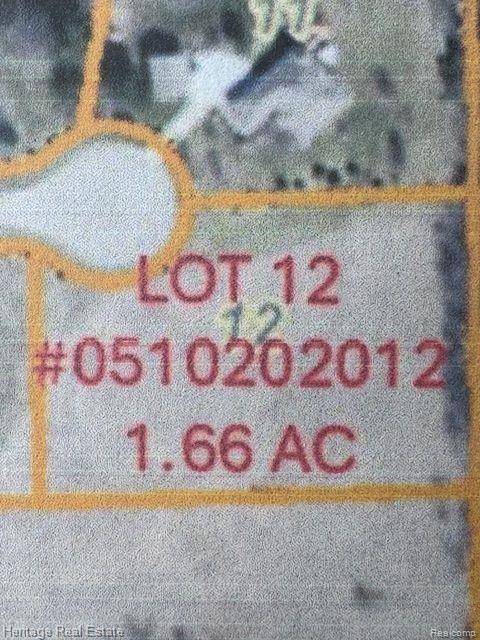 LOT 12
12
#0510202012
1.66 AC
Heritage Real Estate
Realcomp